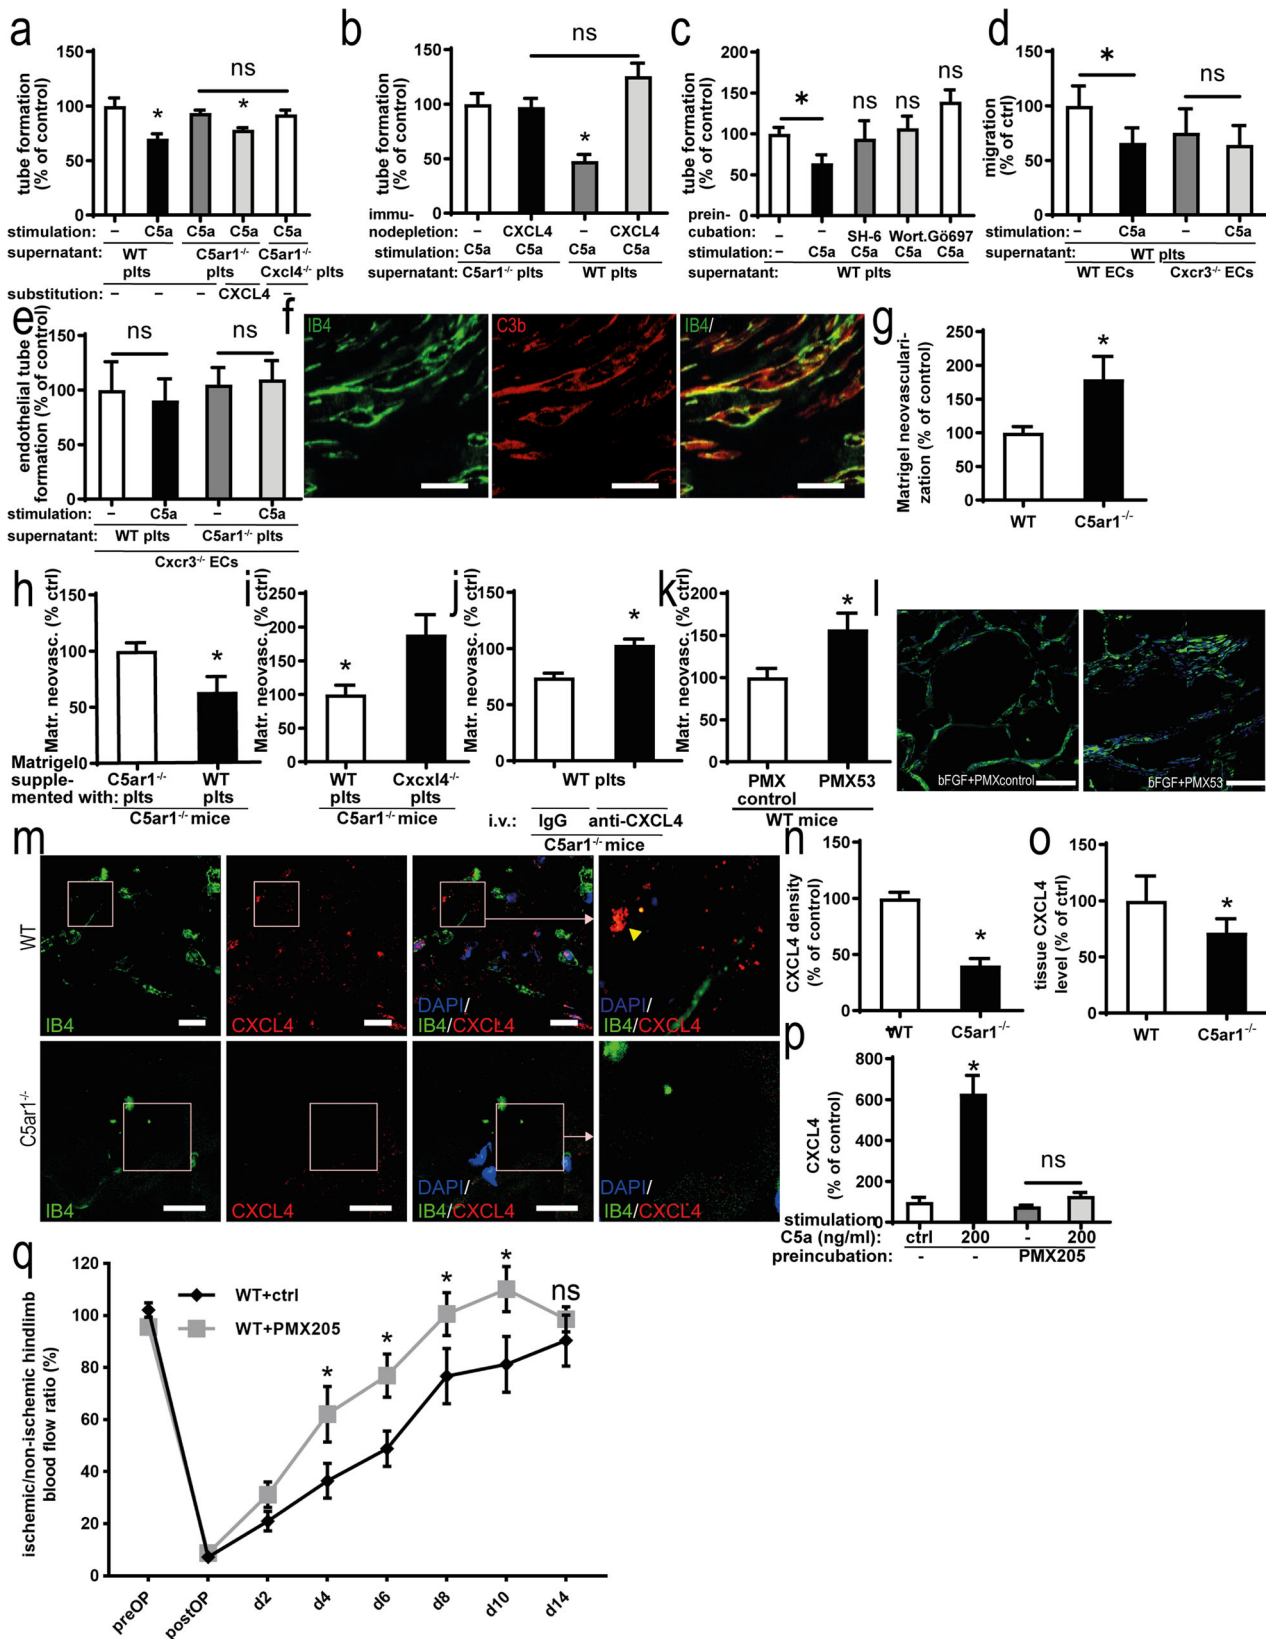 a
tube formation
(% of control)
150
100
50
0
*
ns
*
stimulation: – C5a C5a C5a C5a
supernatant: WT plts C5ar1-/- plts C5ar1-/- Cxcl4-/- plts
substitution: – – – CXCL4 –
b
tube formation
(% of control)
150
100
50
0
ns
*
immu-
nodepletion: – CXCL4 – CXCL4
stimulation: C5a C5a C5a C5a
supernatant: C5ar1-/- plts WT plts
c
tube formation
(% of control)
200
150
100
50
0
*
ns
ns
ns
prein-
cubation: – – SH-6 Wort. Gö697
stimulation: – C5a C5a C5a C5a
supernatant: WT plts
d
migration
(% of ctrl)
150
100
50
0
*
ns
stimulation: – C5a – C5a
supernatant: WT plts
WT ECs Cxcr3-/- ECs
e
endothelial tube
formation (% of control)
150
100
50
0
ns
ns
stimulation: – C5a – C5a
supernatant: WT plts C5ar1-/- plts
Cxcr3-/- ECs
f
IB4
C3b
IB4/
g
Matrigel neovasculari-
zation (% of control)
250
200
150
100
50
0
*
WT C5ar1-/-
h
Matr. neovasc. (% ctrl)
150
100
50
0
*
Matrigel
supple-
mented with: C5ar1-/- plts WT plts
C5ar1-/- mice
i
Matr. neovasc. (% ctrl)
250
200
150
100
50
0
*
WT plts Cxcxl4-/- plts
C5ar1-/- mice
j
Matr. neovasc. (% ctrl)
150
100
50
0
*
WT plts
i.v.: IgG anti-CXCL4
C5ar1-/- mice
k
Matr. neovasc. (% ctrl)
200
150
100
50
0
*
PMX control PMX53
WT mice
l
bFGF+PMXcontrol
bFGF+PMX53
m
WT
IB4
CXCL4
DAPI/
IB4/CXCL4
DAPI/
IB4/CXCL4
C5ar1-/-
IB4
CXCL4
DAPI/
IB4/CXCL4
DAPI/
IB4/CXCL4
n
CXCL4 density
(% of control)
150
100
50
0
*
WT C5ar1-/-
o
tissue CXCL4
level (% of ctrl)
150
100
50
0
*
WT C5ar1-/-
p
CXCL4
(% of control)
800
600
400
200
0
*
ns
stimulation
C5a (ng/ml): ctrl 200 - 200
preincubation: - - PMX205
q
ischemic/non-ischemic hindlimb
blood flow ratio (%)
120
100
80
60
40
20
0
WT+ctrl
WT+PMX205
*
*
*
*
ns
preOP postOP d2 d4 d6 d8 d10 d14